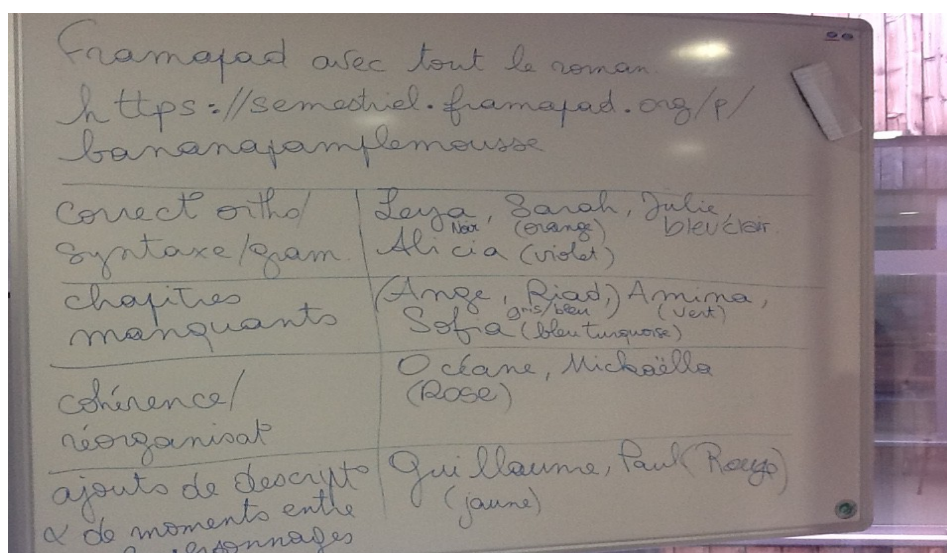 Framapad avec tout le roman.
https://semestriel.framapad.org/p/
bananapamplemousse
correct ortho/
syntaxe/gram.
Leya, Sarah, Julie,
Noir (orange) bleu clair.
Alicia (violet)
chapitres
manquants
(Ange, Riad,) Amina,
gris/bleu (vert)
Sofia (bleu turquoise)
cohérence/
réorganisat°
Océane, Mickaëlla
(Rose)
ajouts de descript°
& de moments entre
personnages
Guillaume, Paul (Rouge)
(jaune)